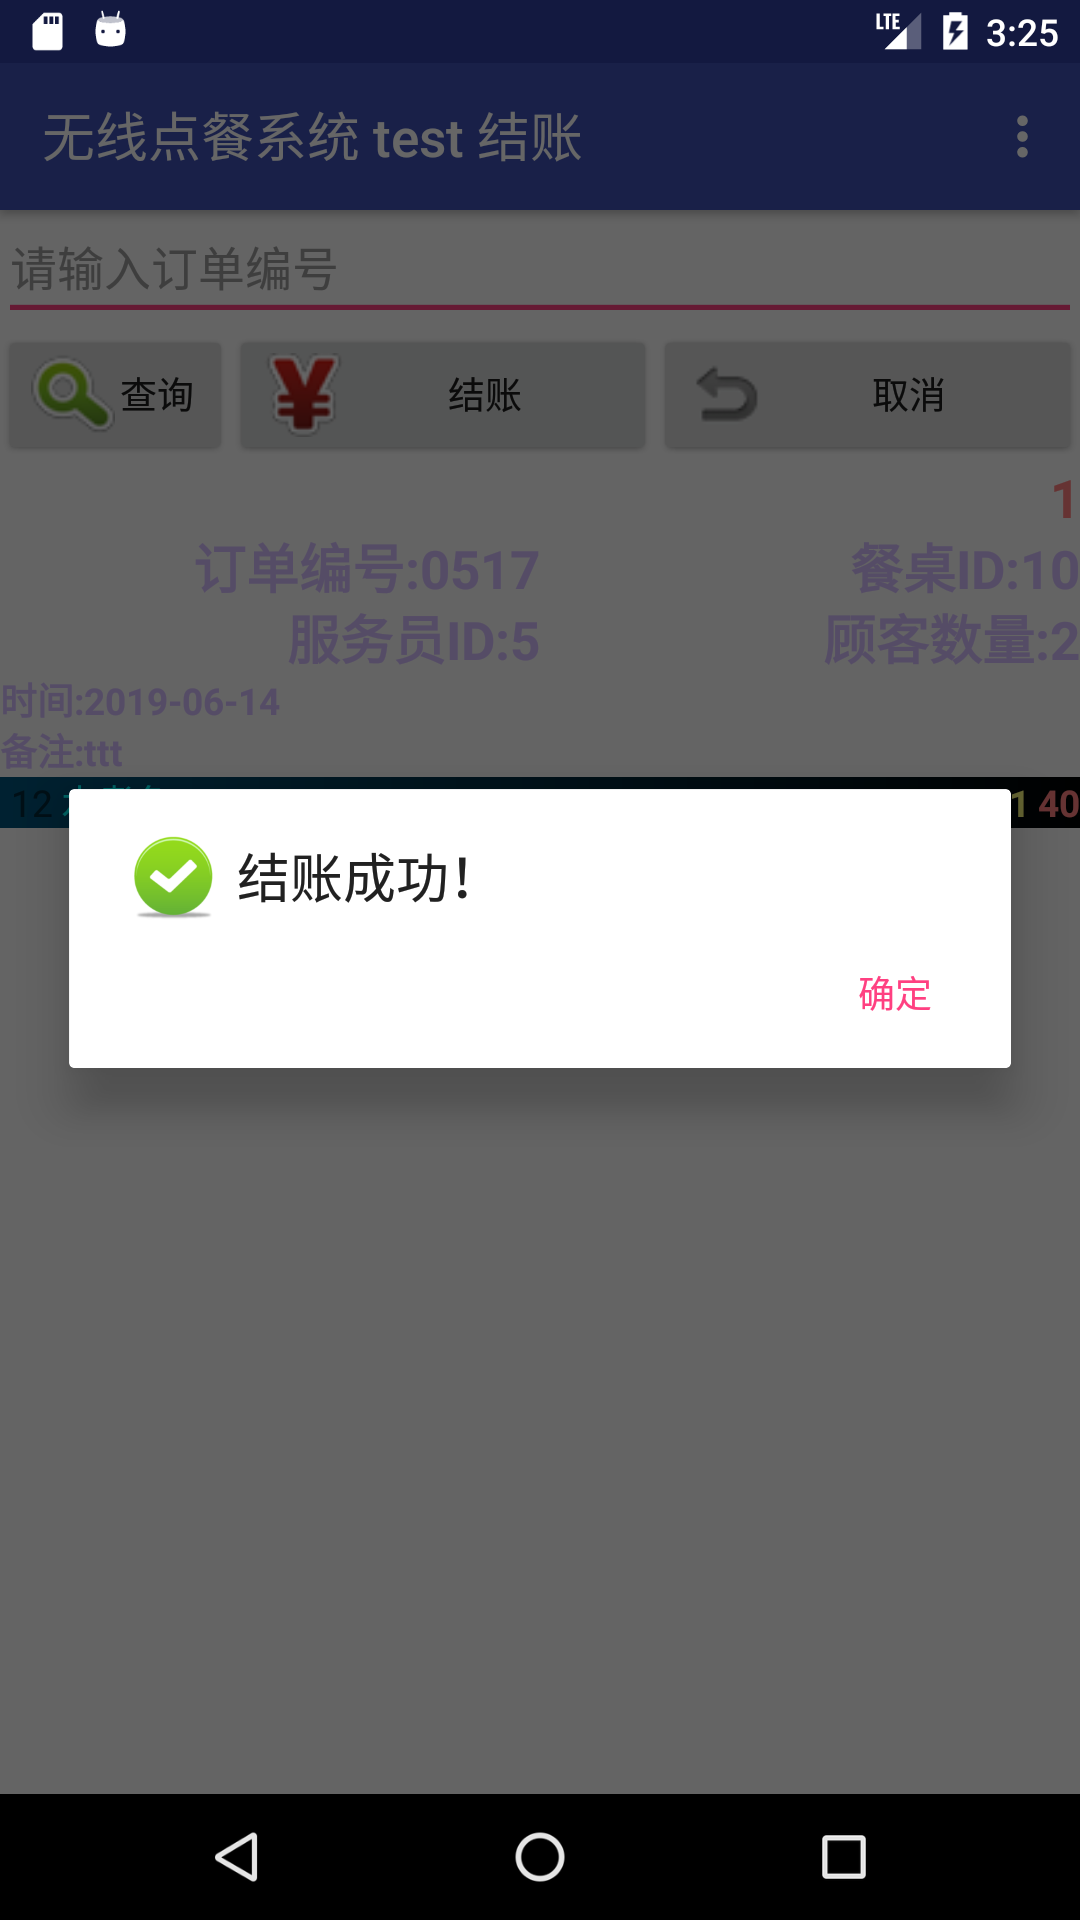 LTE 3:25
无线点餐系统 test 结账
请输入订单编号
查询 结账 取消
1
订单编号:0517 餐桌ID:10
服务员ID:5 顾客数量:2
时间:2019-06-14
备注:ttt
12 1 40
结账成功！
确定